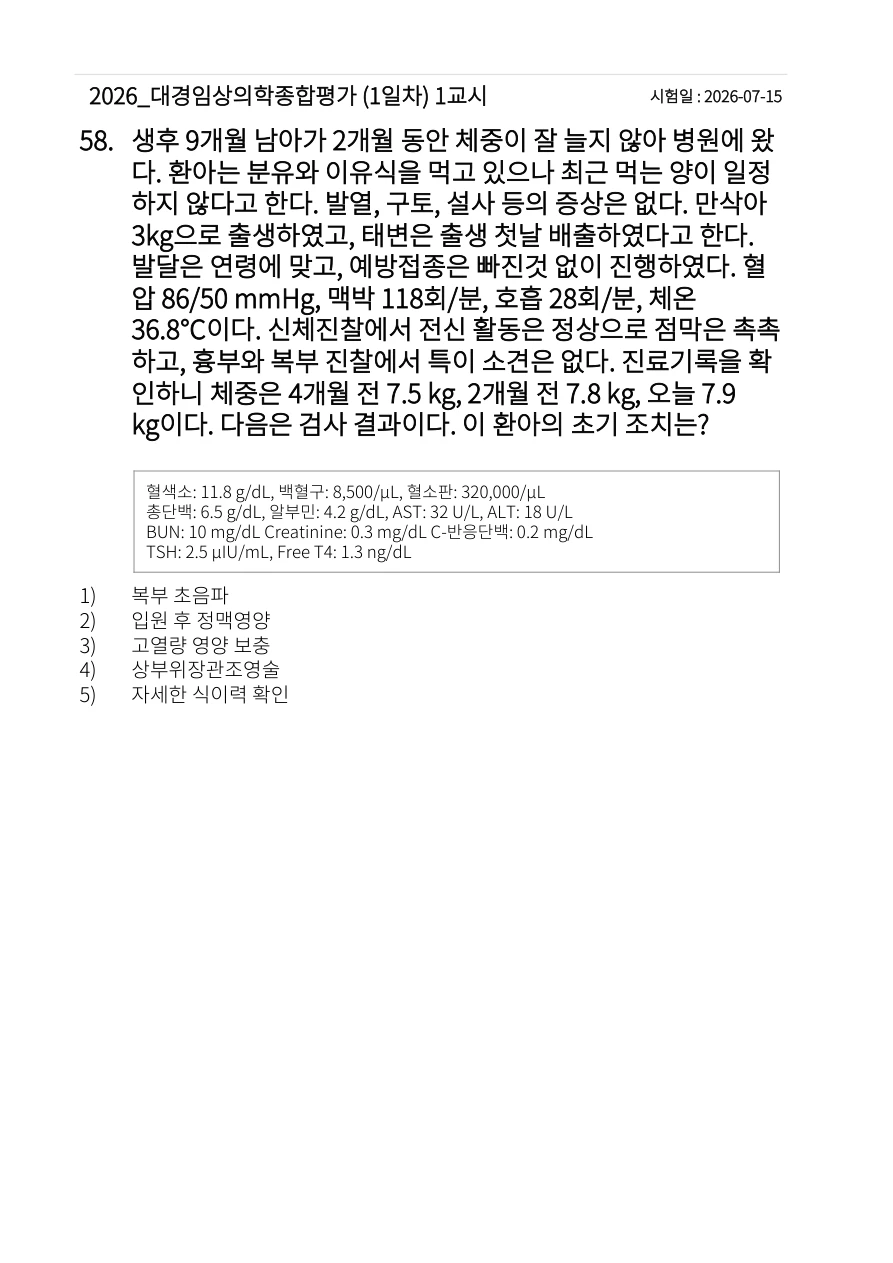 2026_대경임상의학종합평가 (1일차) 1교시
시험일 : 2026-07-15
58. 생후 9개월 남아가 2개월 동안 체중이 잘 늘지 않아 병원에 왔
다. 환아는 분유와 이유식을 먹고 있으나 최근 먹는 양이 일정
하지 않다고 한다. 발열, 구토, 설사 등의 증상은 없다. 만삭아
3kg으로 출생하였고, 태변은 출생 첫날 배출하였다고 한다.
발달은 연령에 맞고, 예방접종은 빠진것 없이 진행하였다. 혈
압 86/50 mmHg, 맥박 118회/분, 호흡 28회/분, 체온
36.8℃이다. 신체진찰에서 전신 활동은 정상으로 점막은 촉촉
하고, 흉부와 복부 진찰에서 특이 소견은 없다. 진료기록을 확
인하니 체중은 4개월 전 7.5 kg, 2개월 전 7.8 kg, 오늘 7.9
kg이다. 다음은 검사 결과이다. 이 환아의 초기 조치는?
혈색소: 11.8 g/dL, 백혈구: 8,500/μL, 혈소판: 320,000/μL
총단백: 6.5 g/dL, 알부민: 4.2 g/dL, AST: 32 U/L, ALT: 18 U/L
BUN: 10 mg/dL Creatinine: 0.3 mg/dL C-반응단백: 0.2 mg/dL
TSH: 2.5 μIU/mL, Free T4: 1.3 ng/dL
1) 복부 초음파
2) 입원 후 정맥영양
3) 고열량 영양 보충
4) 상부위장관조영술
5) 자세한 식이력 확인